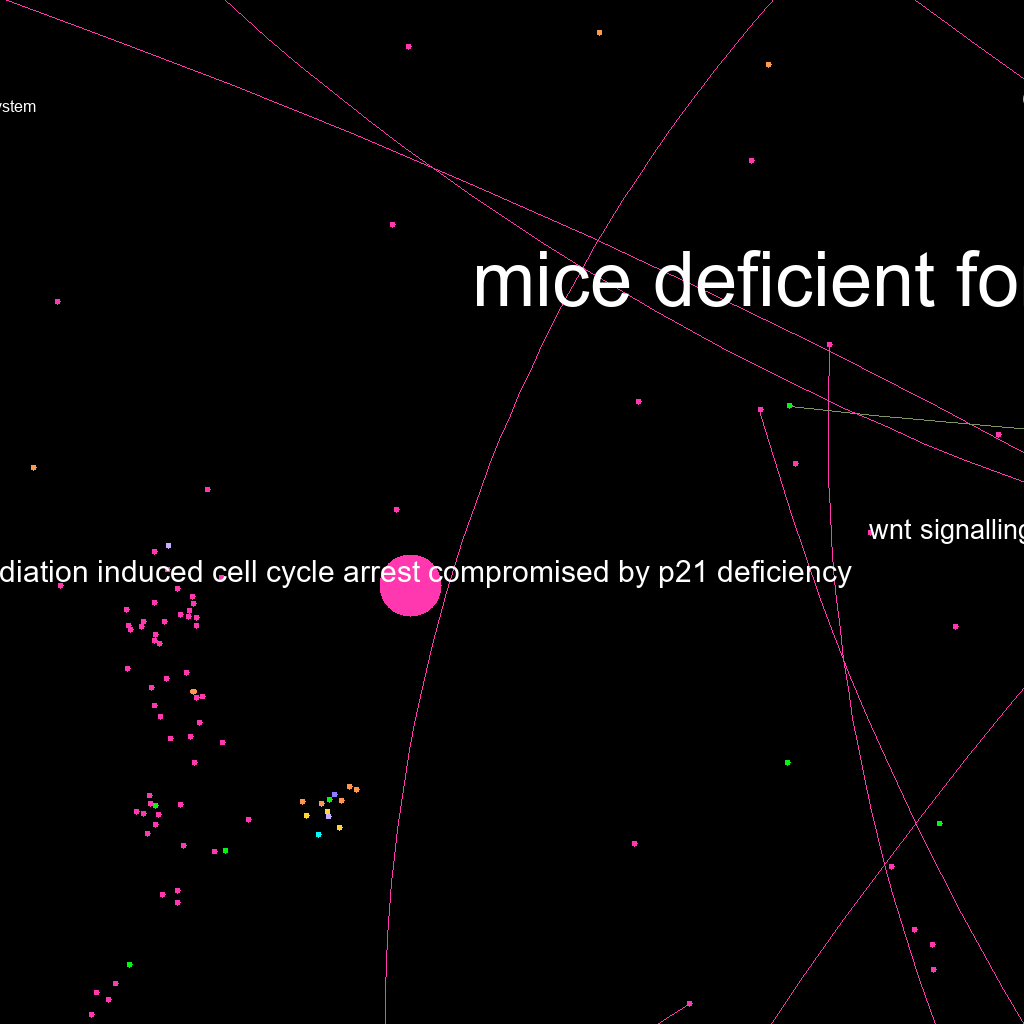 ystem
mice deficient fo
wnt signalling
diation induced cell cycle arrest compromised by p21 deficiency